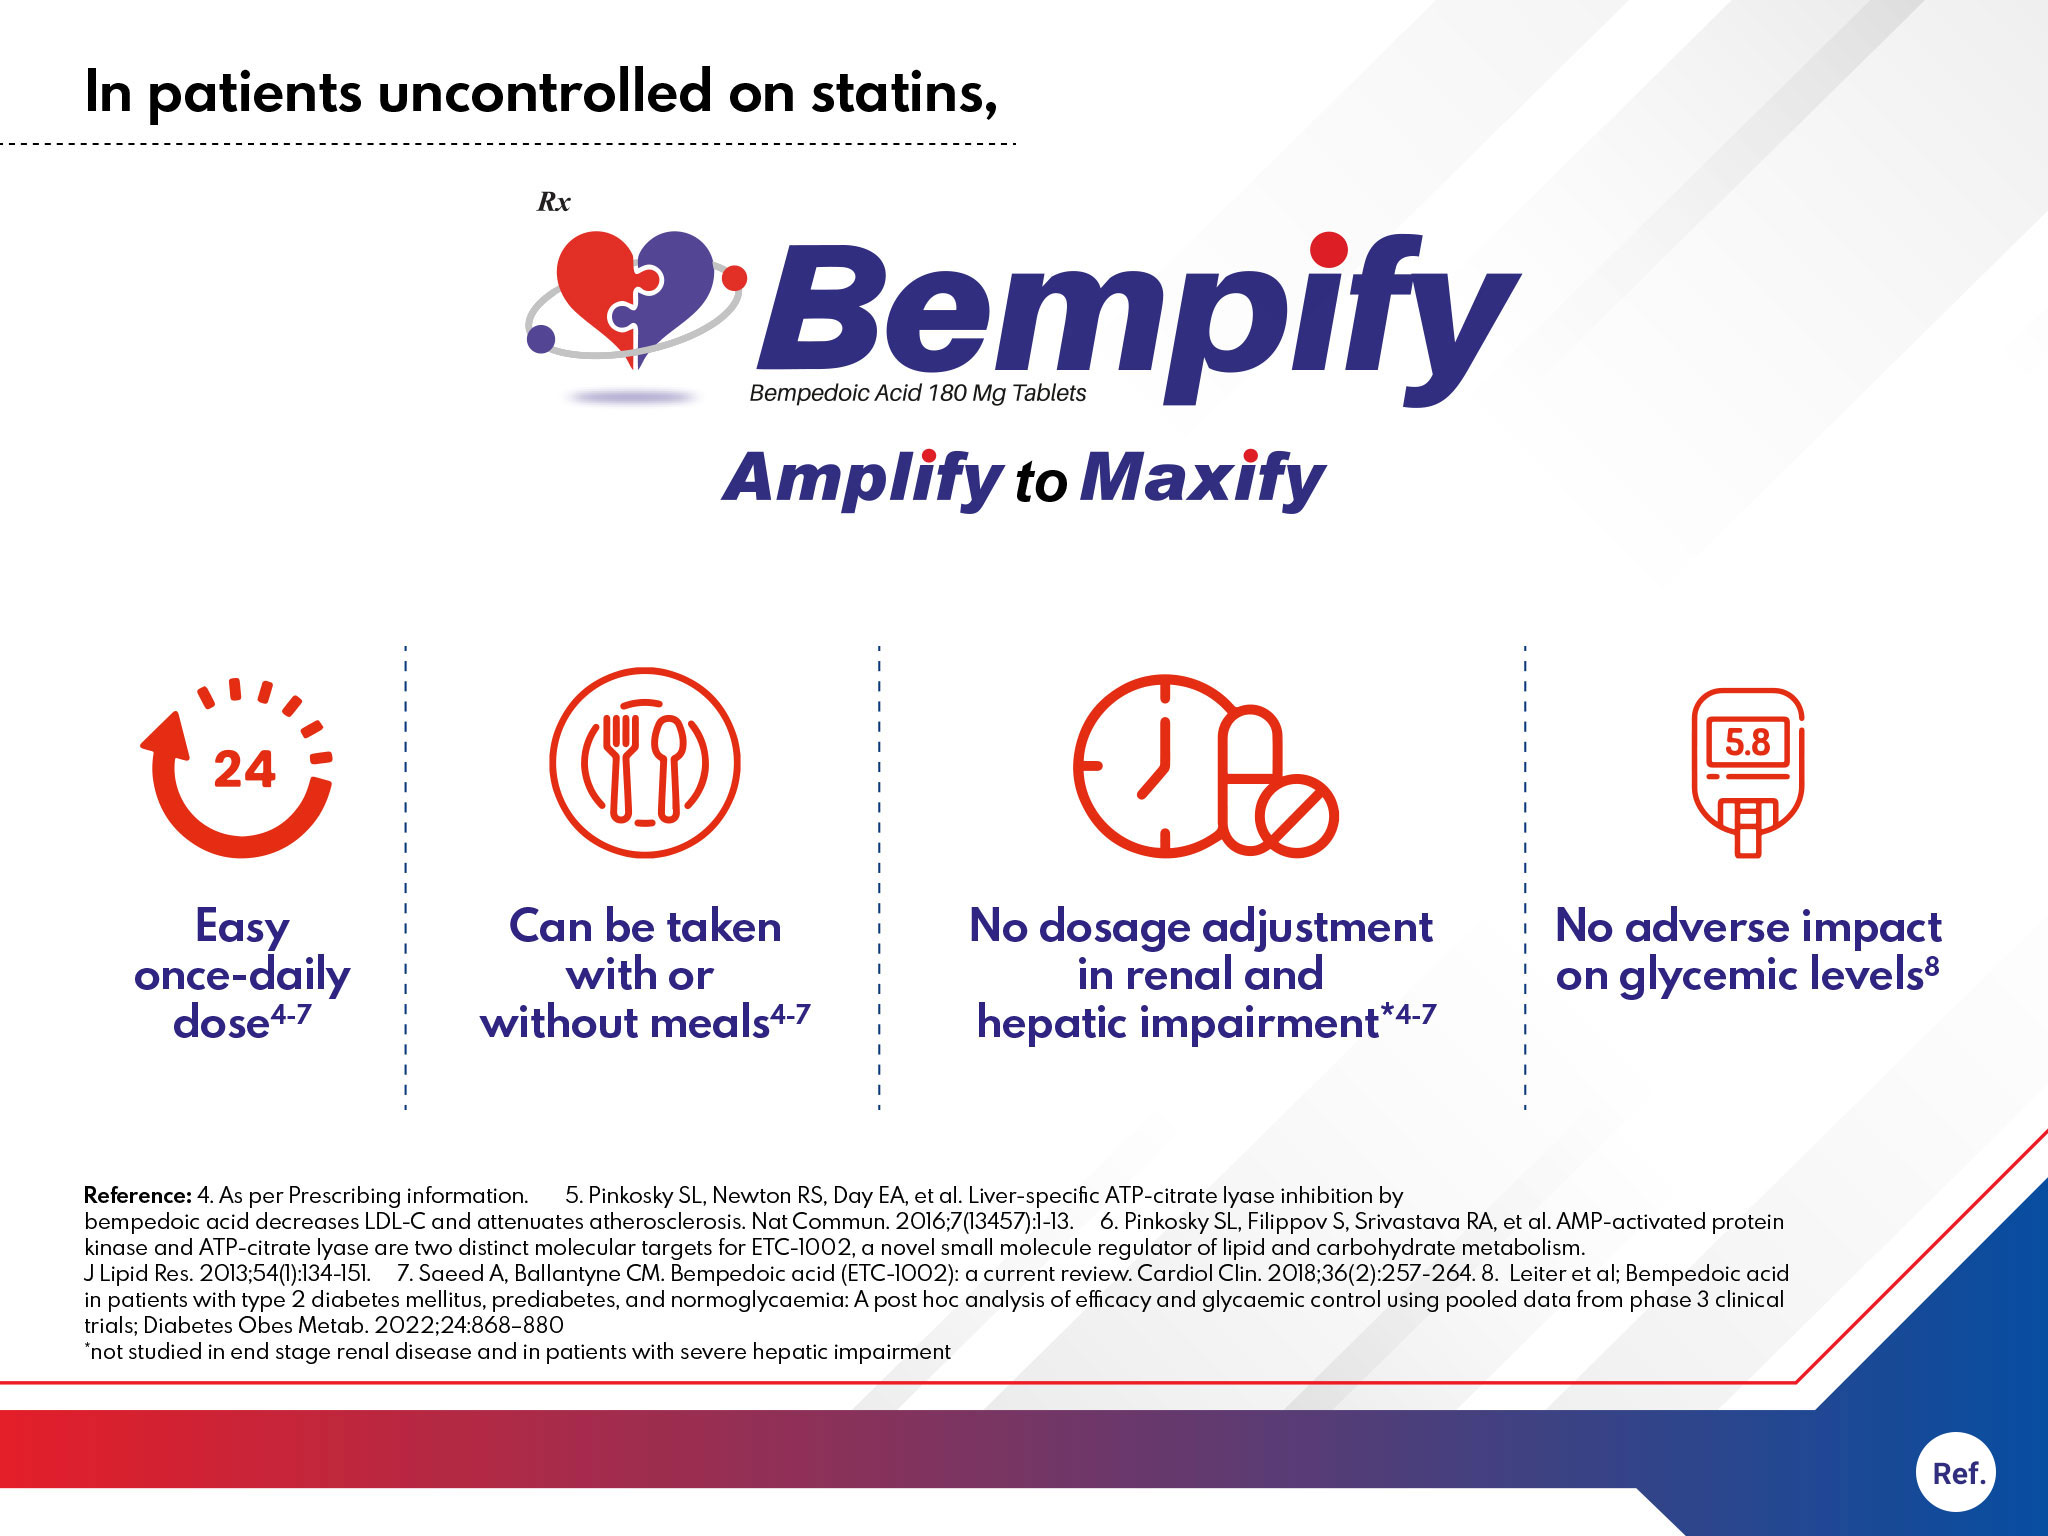 In patients uncontrolled on statins,
Rx
Bempify
Bempedoic Acid 180 Mg Tablets
Amplify to Maxify
24
Easy
once-daily
dose4-7
Can be taken
with or
without meals4-7
No dosage adjustment
in renal and
hepatic impairment*4-7
5.8
No adverse impact
on glycemic levels8
Reference: 4. As per Prescribing information. 5. Pinkosky SL, Newton RS, Day EA, et al. Liver-specific ATP-citrate lyase inhibition by
bempedoic acid decreases LDL-C and attenuates atherosclerosis. Nat Commun. 2016;7(13457):1-13. 6. Pinkosky SL, Filippov S, Srivastava RA, et al. AMP-activated protein
kinase and ATP-citrate lyase are two distinct molecular targets for ETC-1002, a novel small molecule regulator of lipid and carbohydrate metabolism.
J Lipid Res. 2013;54(1):134-151. 7. Saeed A, Ballantyne CM. Bempedoic acid (ETC-1002): a current review. Cardiol Clin. 2018;36(2):257-264. 8. Leiter et al; Bempedoic acid
in patients with type 2 diabetes mellitus, prediabetes, and normoglycaemia: A post hoc analysis of efficacy and glycaemic control using pooled data from phase 3 clinical
trials; Diabetes Obes Metab. 2022;24:868–880
*not studied in end stage renal disease and in patients with severe hepatic impairment
Ref.